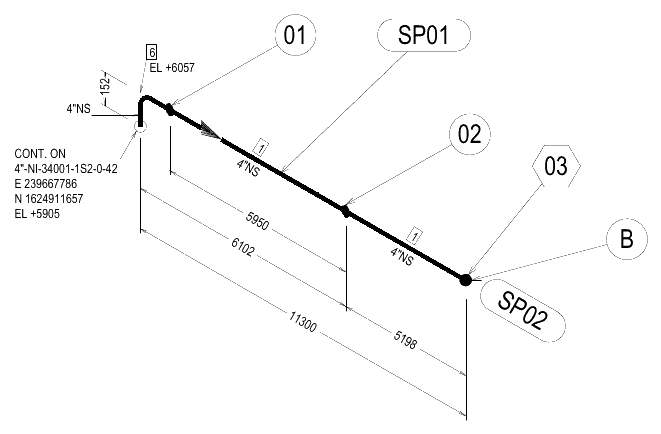 01
SP01
6
EL +6057
152
4"NS
CONT. ON
4"-NI-34001-1S2-0-42
E 239667786
N 1624911657
EL +5905
1
4"NS
02
03
5950
6102
1
4"NS
B
SP02
11300
5198